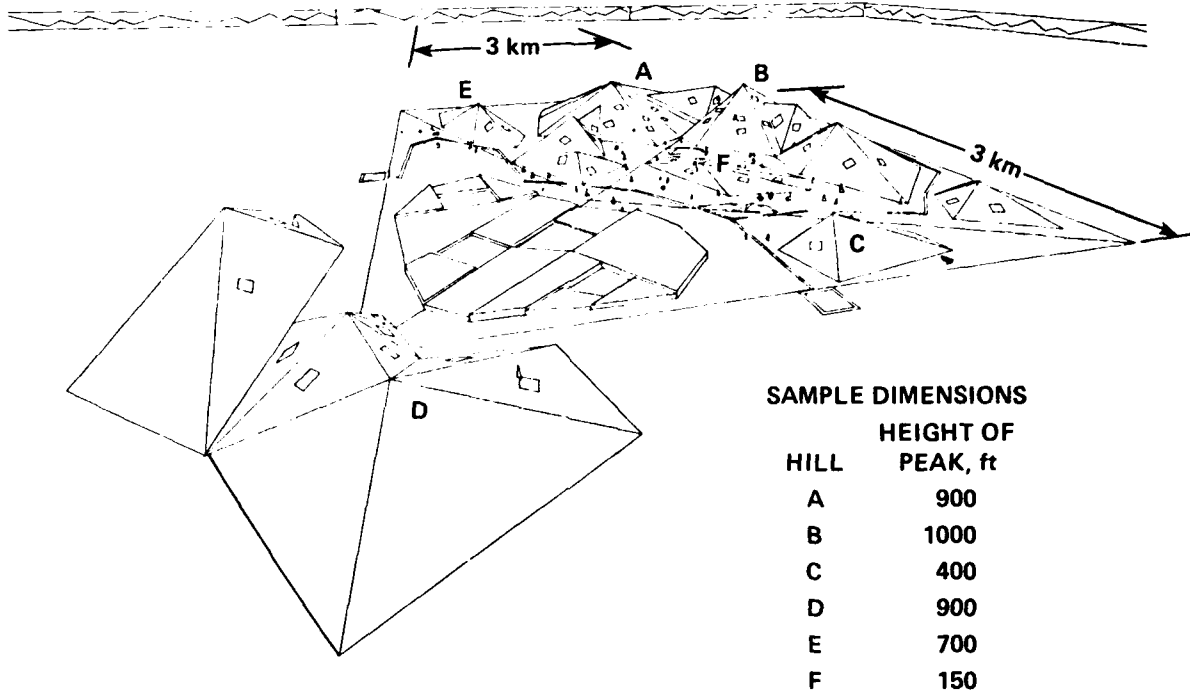 3 km
A
B
E
3 km
F
C
D
SAMPLE DIMENSIONS
HEIGHT OF
HILL PEAK, ft
A 900
B 1000
C 400
D 900
E 700
F 150